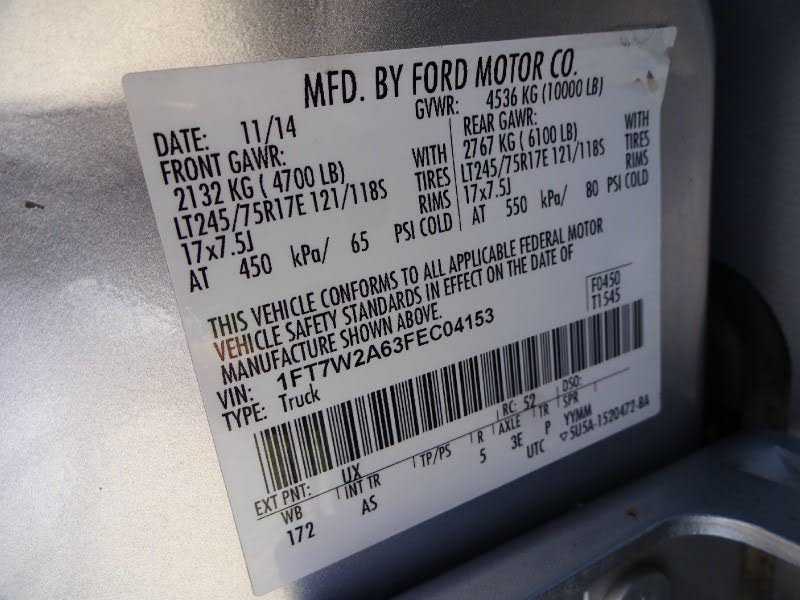 MFD. BY FORD MOTOR CO.
DATE: 11/14
GVWR: 4536 KG (10000 LB)
FRONT GAWR:
2132 KG ( 4700 LB) WITH
LT245/75R17E 121/118S TIRES
17x7.5J RIMS
AT 450 kPa/ 65 PSI COLD
REAR GAWR: WITH
2767 KG ( 6100 LB) TIRES
LT245/75R17E 121/118S RIMS
17x7.5J
AT 550 kPa/ 80 PSI COLD
THIS VEHICLE CONFORMS TO ALL APPLICABLE FEDERAL MOTOR
VEHICLE SAFETY STANDARDS IN EFFECT ON THE DATE OF
MANUFACTURE SHOWN ABOVE.
F0450
T1545
VIN: 1FT7W2A63FEC04153
TYPE: Truck
EXT PNT: UX RC: 52 DSO:
WB INT TR TP/PS R AXLE TR SPR
172 AS 5 3E P YYMM
UTC ▽SU5A-1520472-BA